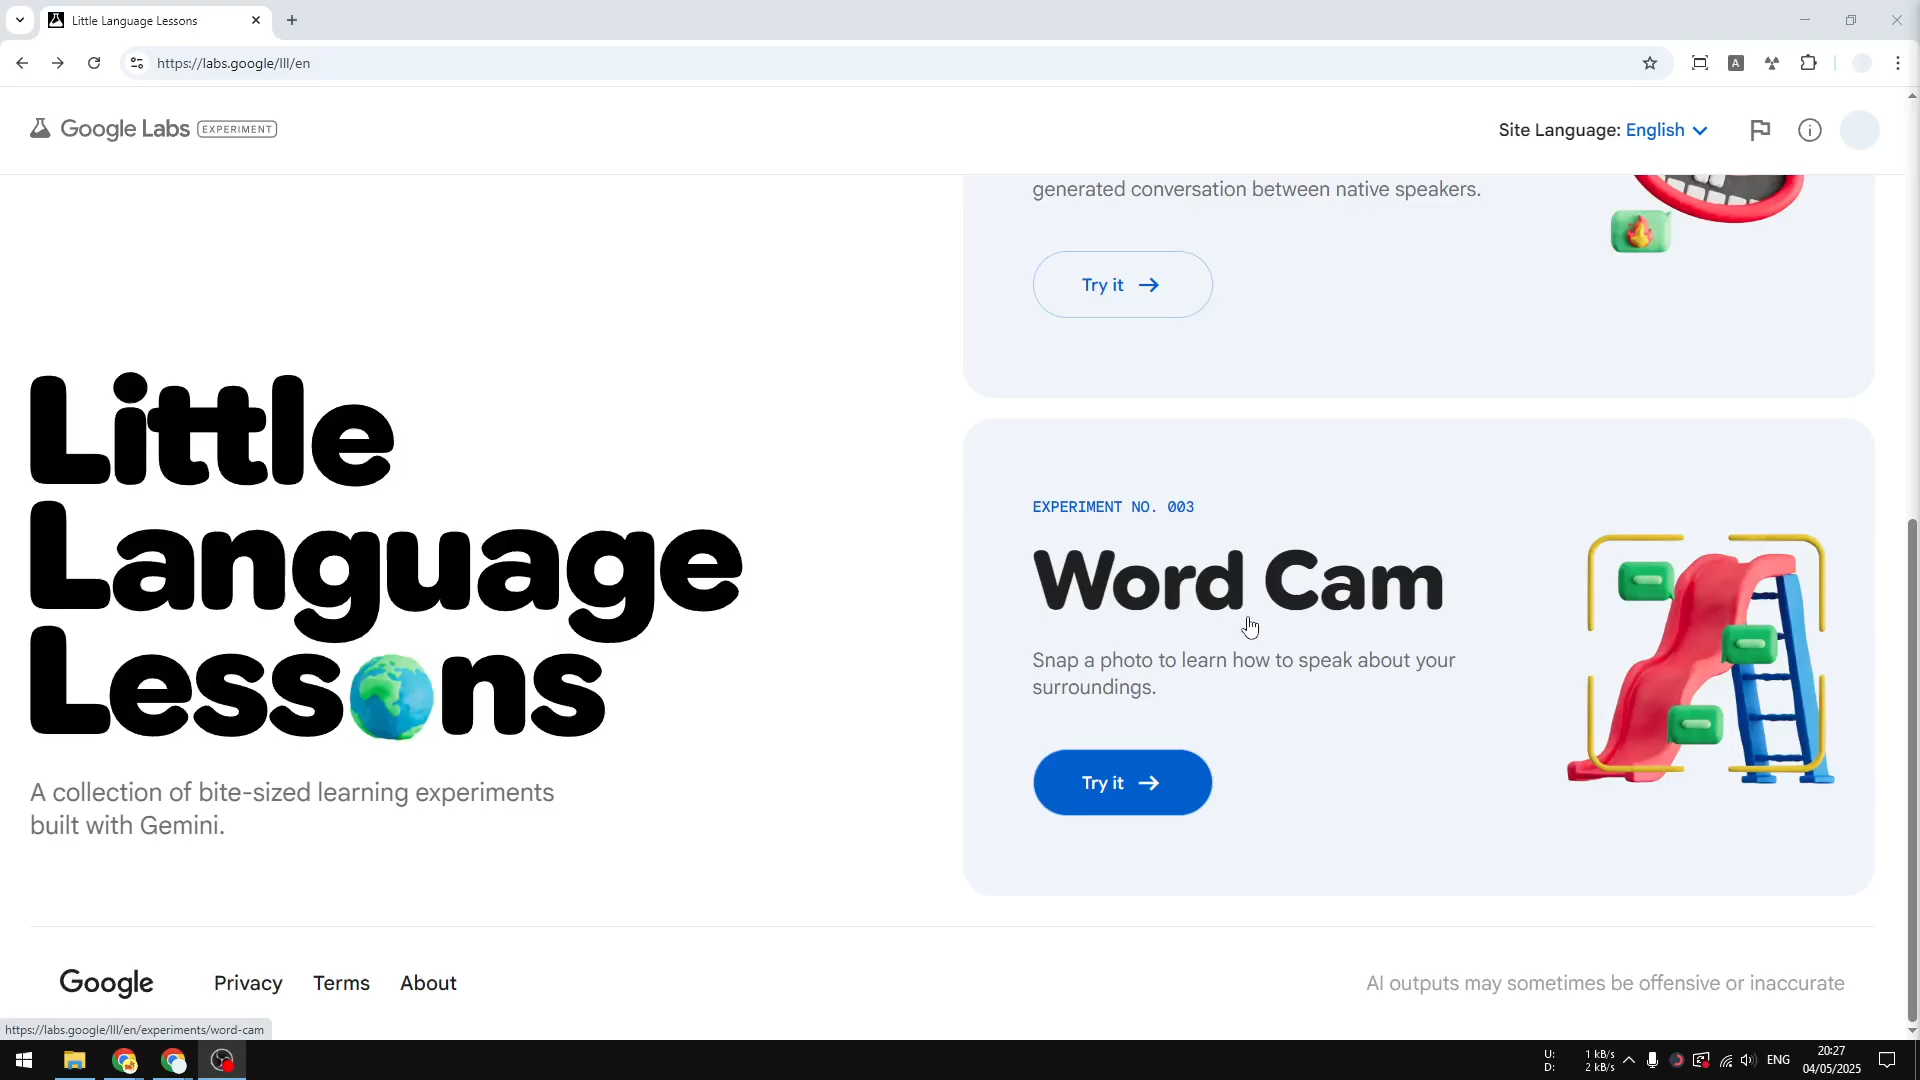 Little Language Lessons
https://labs.google/lll/en
Google Labs EXPERIMENT
Site Language: English
generated conversation between native speakers.
Try it
Little
Language
Lessons
A collection of bite-sized learning experiments
built with Gemini.
EXPERIMENT NO. 003
Word Cam
Snap a photo to learn how to speak about your
surroundings.
Try it
Google Privacy Terms About
AI outputs may sometimes be offensive or inaccurate
https://labs.google/lll/en/experiments/word-cam
U: 1 kB/s
D: 2 kB/s
ENG
20:27
04/05/2025